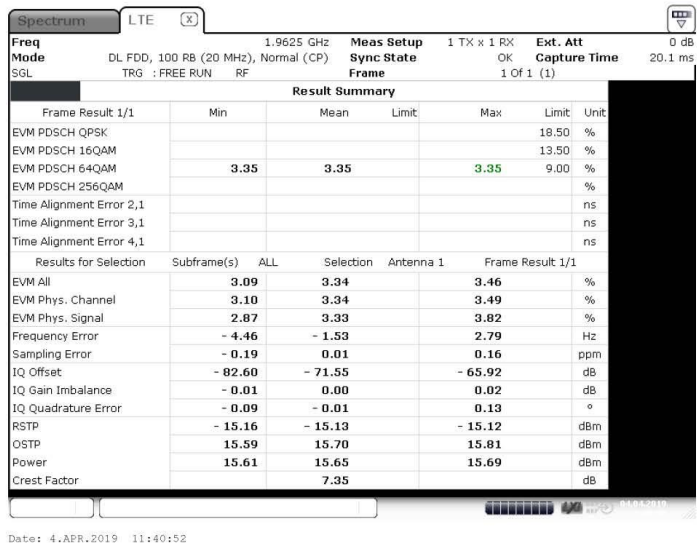 Spectrum LTE X
Freq 1.9625 GHz Meas Setup 1 TX x 1 RX Ext. Att 0 dB
Mode DL FDD, 100 RB (20 MHz), Normal (CP) Sync State OK Capture Time 20.1 ms
SGL TRG : FREE RUN RF Frame 1 Of 1 (1)
Result Summary
Frame Result 1/1 Min Mean Limit Max Limit Unit
EVM PDSCH QPSK 18.50 %
EVM PDSCH 16QAM 13.50 %
EVM PDSCH 64QAM 3.35 3.35 3.35 9.00 %
EVM PDSCH 256QAM %
Time Alignment Error 2,1 ns
Time Alignment Error 3,1 ns
Time Alignment Error 4,1 ns
Results for Selection Subframe(s) ALL Selection Antenna 1 Frame Result 1/1
EVM All 3.09 3.34 3.46 %
EVM Phys. Channel 3.10 3.34 3.49 %
EVM Phys. Signal 2.87 3.33 3.82 %
Frequency Error - 4.46 - 1.53 2.79 Hz
Sampling Error - 0.19 0.01 0.16 ppm
IQ Offset - 82.60 - 71.55 - 65.92 dB
IQ Gain Imbalance - 0.01 0.00 0.02 dB
IQ Quadrature Error - 0.09 - 0.01 0.13 °
RSTP - 15.16 - 15.13 - 15.12 dBm
OSTP 15.59 15.70 15.81 dBm
Power 15.61 15.65 15.69 dBm
Crest Factor 7.35 dB
04.04.2019
Date: 4.APR.2019 11:40:52